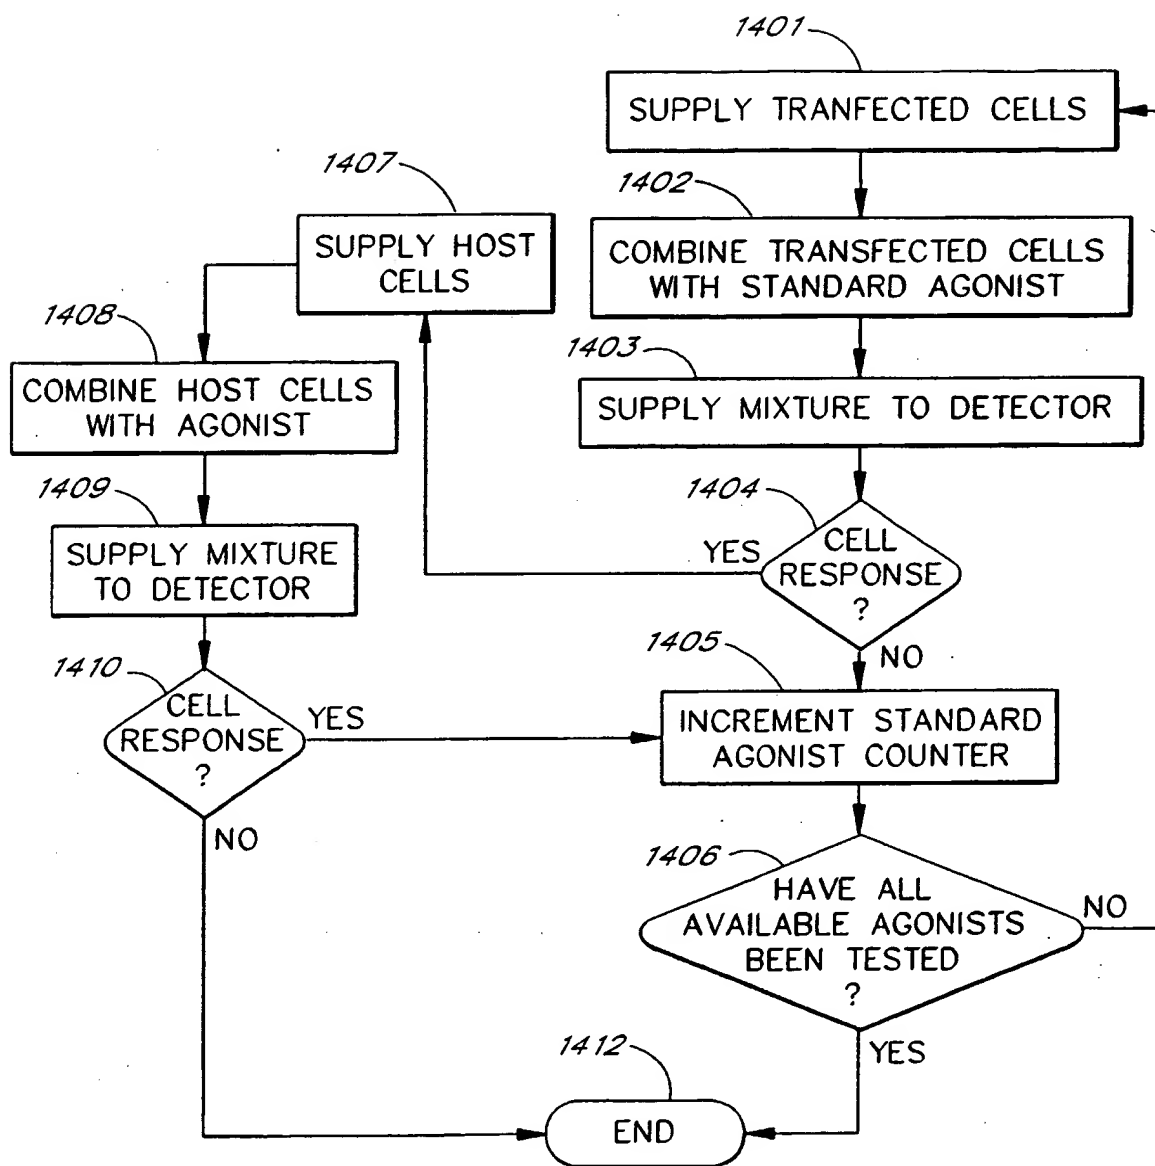 1401
SUPPLY TRANFECTED CELLS
1402
COMBINE TRANSFECTED CELLS
WITH STANDARD AGONIST
1403
SUPPLY MIXTURE TO DETECTOR
1404
CELL
RESPONSE
?
YES
NO
1407
SUPPLY HOST
CELLS
1408
COMBINE HOST CELLS
WITH AGONIST
1409
SUPPLY MIXTURE
TO DETECTOR
1410
CELL
RESPONSE
?
YES
NO
1405
INCREMENT STANDARD
AGONIST COUNTER
1406
HAVE ALL
AVAILABLE AGONISTS
BEEN TESTED
?
NO
YES
1412
END